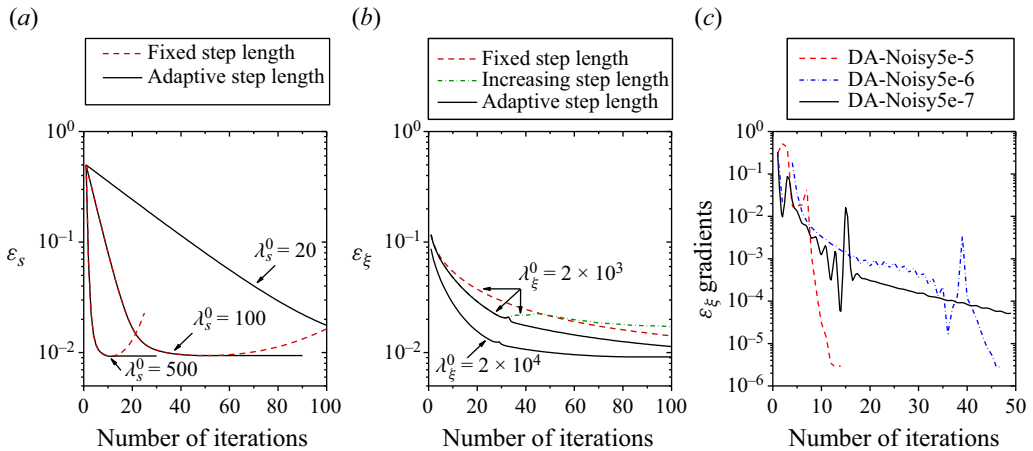 (a)
Fixed step length
Adaptive step length
10^0
10^−1
10^−2
ε_s
λ_s^0 = 20
λ_s^0 = 100
λ_s^0 = 500
0 20 40 60 80 100
Number of iterations
(b)
Fixed step length
Increasing step length
Adaptive step length
10^0
10^−1
10^−2
ε_ξ
λ_ξ^0 = 2 × 10^3
λ_ξ^0 = 2 × 10^4
0 20 40 60 80 100
Number of iterations
(c)
DA-Noisy5e-5
DA-Noisy5e-6
DA-Noisy5e-7
10^0
10^−1
10^−2
10^−3
10^−4
10^−5
10^−6
ε_ξ gradients
0 10 20 30 40 50
Number of iterations